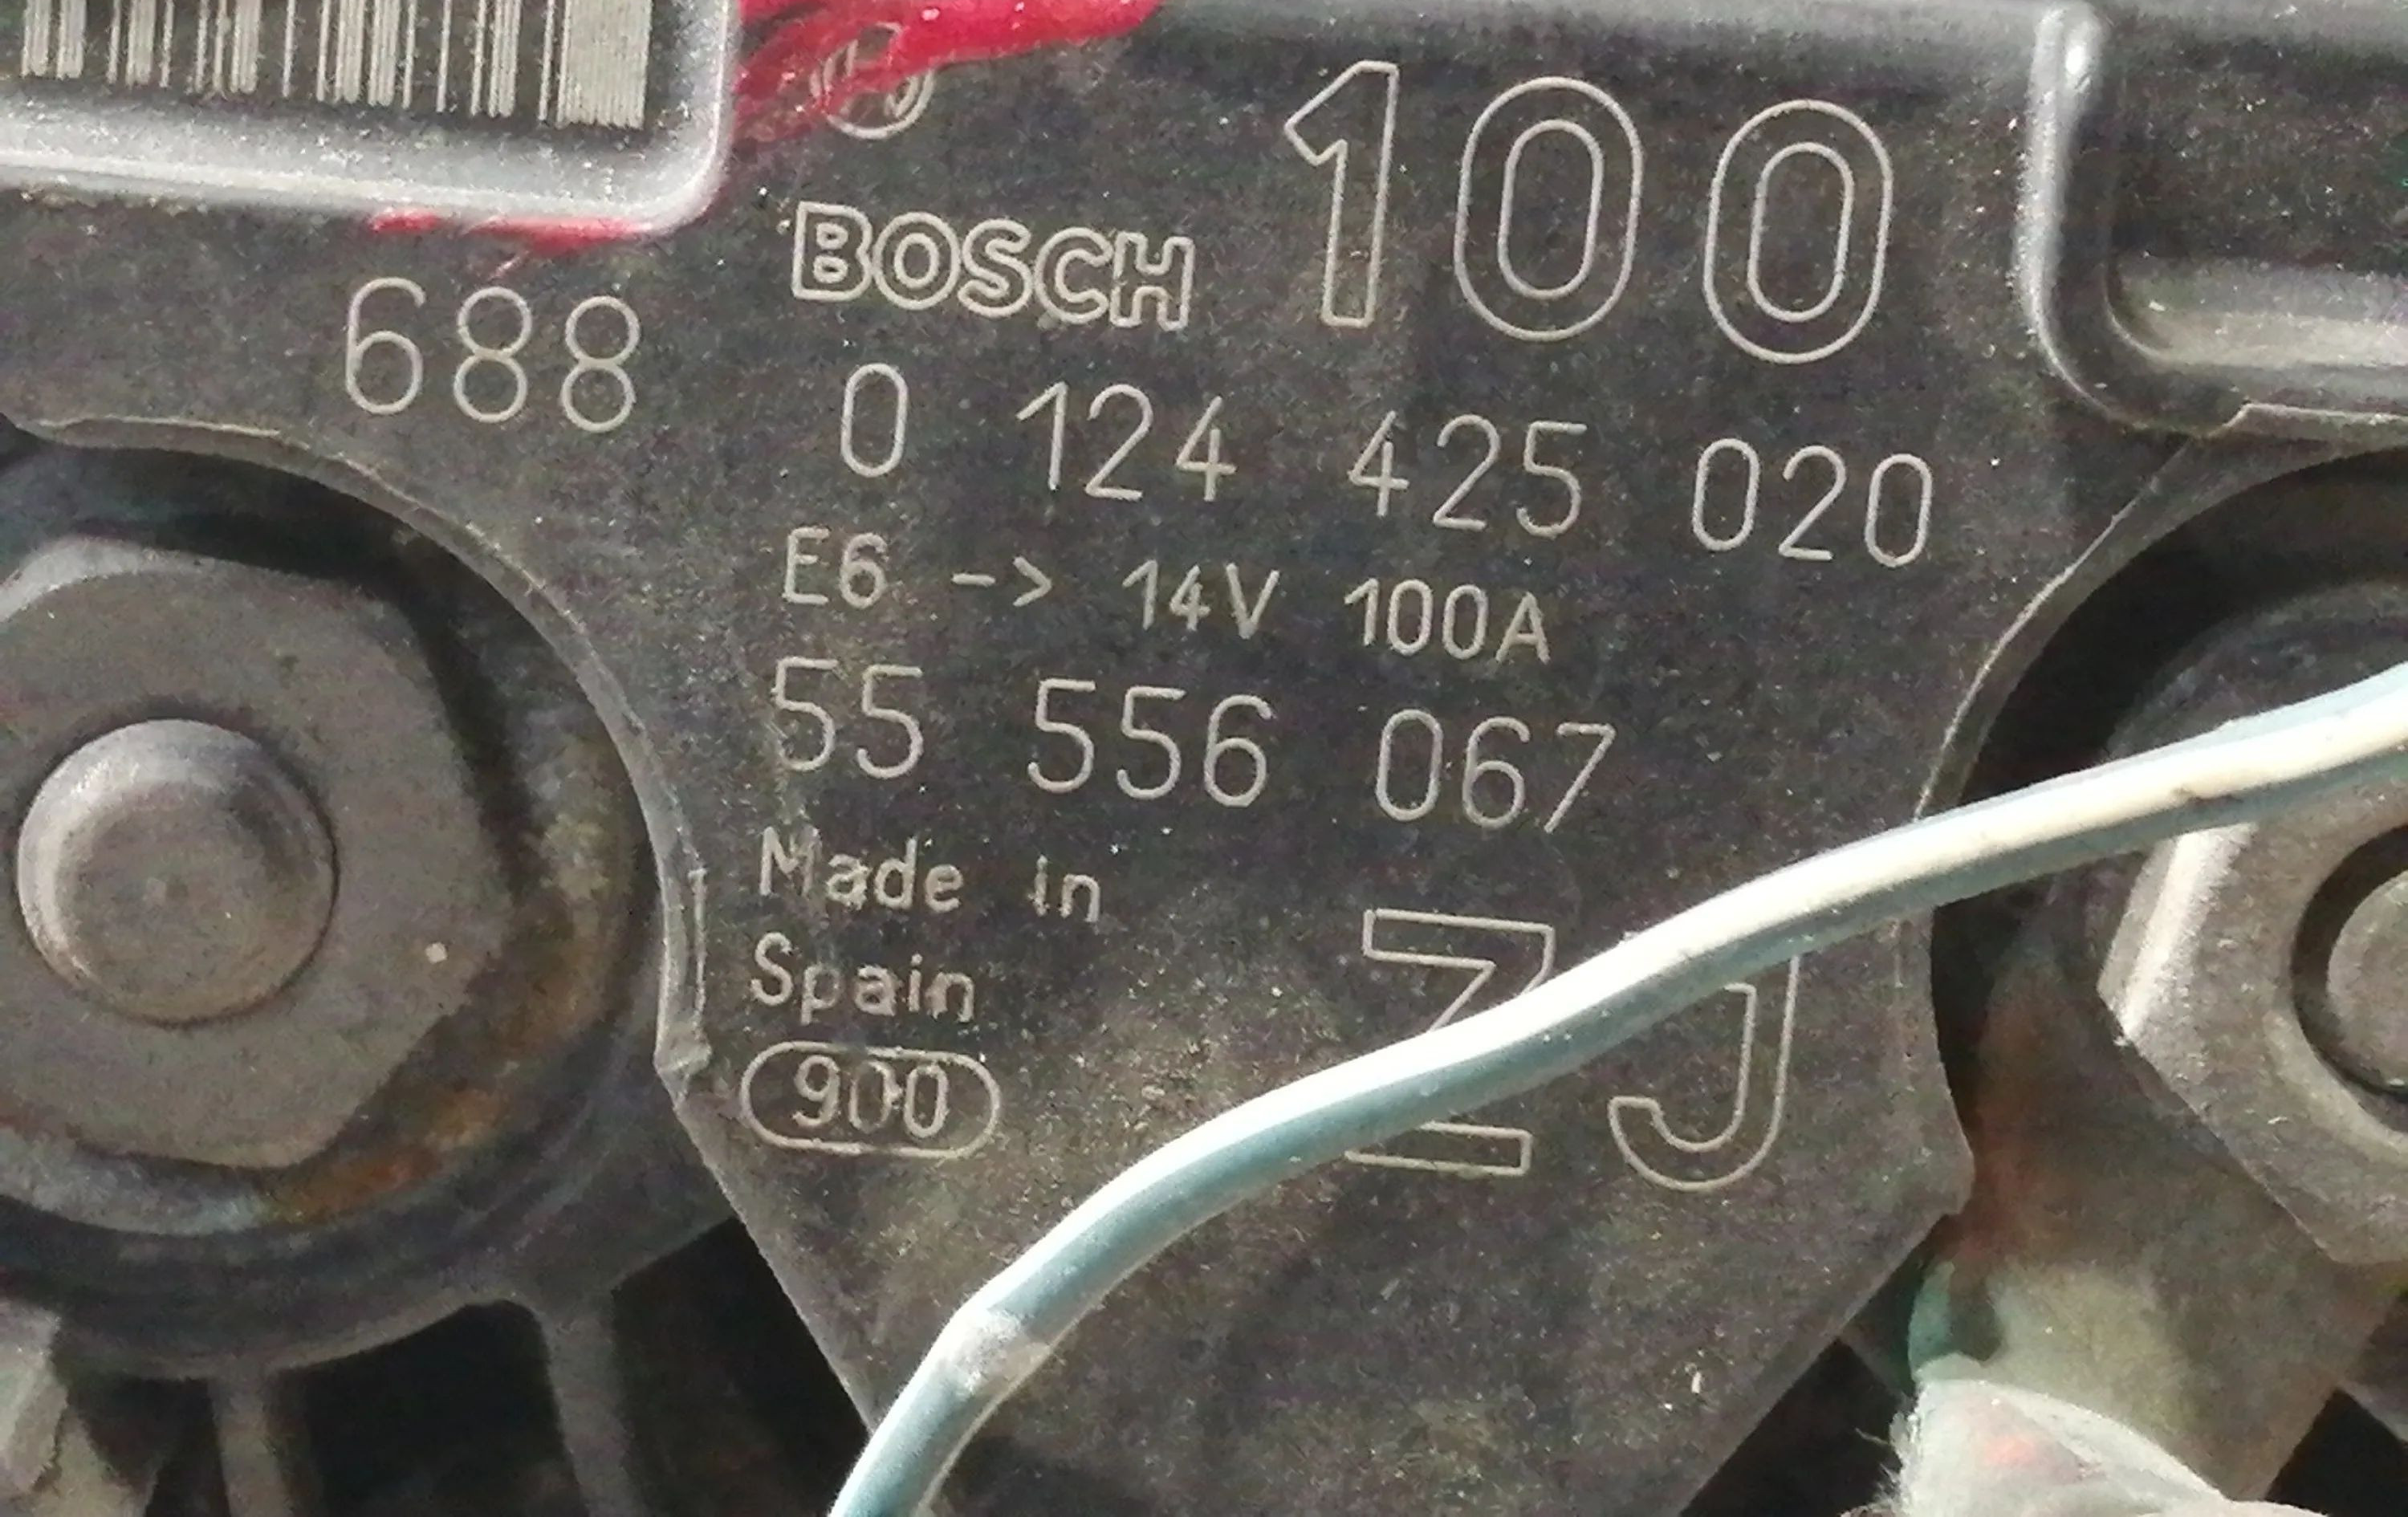 BOSCH 100
688
0 124 425 020
E6 -> 14V 100A
55 556 067
Made in
Spain
ZJ
900